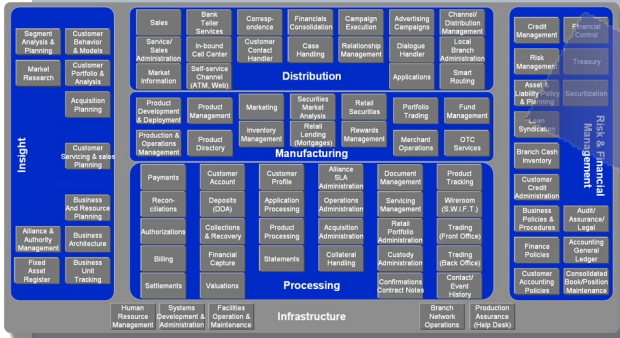 Insight
Segment
Analysis &
Planning
Customer
Behavior
& Models
Market
Research
Customer
Portfolio &
Analysis
Acquisition
Planning
Customer
Servicing & sales
Planning
Business
And Resource
Planning
Alliance &
Authority
Management
Business
Architecture
Fixed
Asset
Register
Business
Unit
Tracking
Sales
Bank
Teller
Services
Corresp-
ondence
Financials
Consolidation
Campaign
Execution
Advertising
Campaigns
Channel/
Distribution
Management
Service/
Sales
Administration
In-bound
Call Center
Customer
Contact
Handler
Case
Handling
Relationship
Management
Dialogue
Handler
Local
Branch
Administration
Market
Information
Self-service
Channel
(ATM, Web)
Applications
Smart
Routing
Distribution
Product
Development
& Deployment
Product
Management
Marketing
Securities
Market
Analysis
Retail
Securities
Portfolio
Trading
Fund
Management
Production &
Operations
Management
Product
Directory
Inventory
Management
Retail
Lending
(Mortgages)
Rewards
Management
Merchant
Operations
OTC
Services
Manufacturing
Payments
Customer
Account
Customer
Profile
Alliance
SLA
Administration
Document
Management
Product
Tracking
Recon-
ciliations
Deposits
(DDA)
Application
Processing
Operations
Administration
Servicing
Management
Wireroom
(S.W.I.F.T.)
Authorizations
Collections
& Recovery
Product
Processing
Acquisition
Administration
Retail
Portfolio
Administration
Trading
(Front Office)
Billing
Financial
Capture
Statements
Collateral
Handling
Custody
Administration
Trading
(Back Office)
Settlements
Valuations
Confirmations
Contract Notes
Contact/
Event
History
Processing
Credit
Management
Financial
Control
Risk
Management
Treasury
Asset &
Liability Policy
& Planning
Securitization
Loan
Syndication
Branch Cash
Inventory
Customer
Credit
Administration
Business
Policies &
Procedures
Audit/
Assurance/
Legal
Finance
Policies
Accounting
General
Ledger
Customer
Accounting
Policies
Consolidated
Book/Position
Maintenance
Risk & Financial
Management
Human
Resource
Management
Systems
Development &
Administration
Facilities
Operation &
Maintenance
Infrastructure
Branch
Network
Operations
Production
Assurance
(Help Desk)